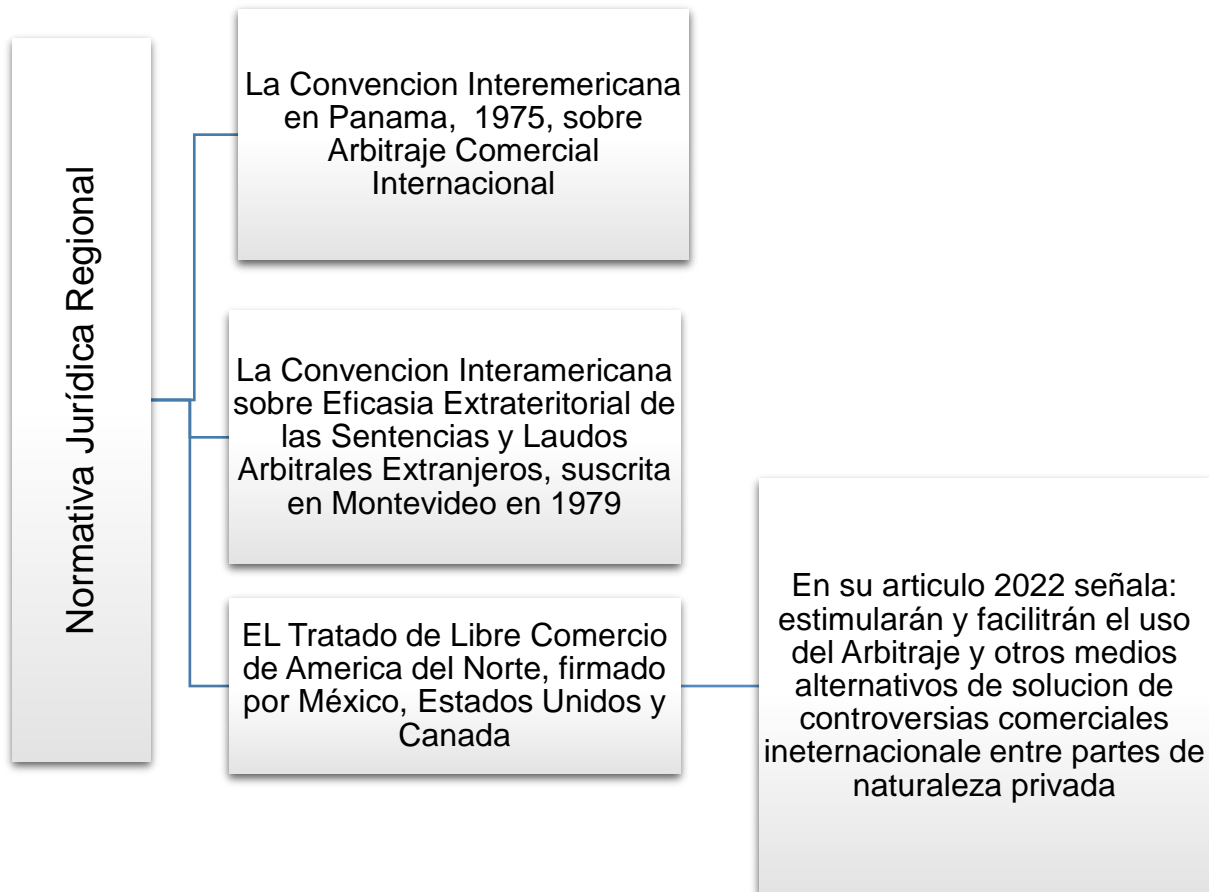 Normativa Jurídica Regional
La Convencion Interemericana
en Panama,  1975, sobre
Arbitraje Comercial
Internacional
La Convencion Interamericana
sobre Eficasia Extrateritorial de
las Sentencias y Laudos
Arbitrales Extranjeros, suscrita
en Montevideo en 1979
EL Tratado de Libre Comercio
de America del Norte, firmado
por México, Estados Unidos y
Canada
En su articulo 2022 señala:
estimularán y facilitrán el uso
del Arbitraje y otros medios
alternativos de solucion de
controversias comerciales
ineternacionale entre partes de
naturaleza privada